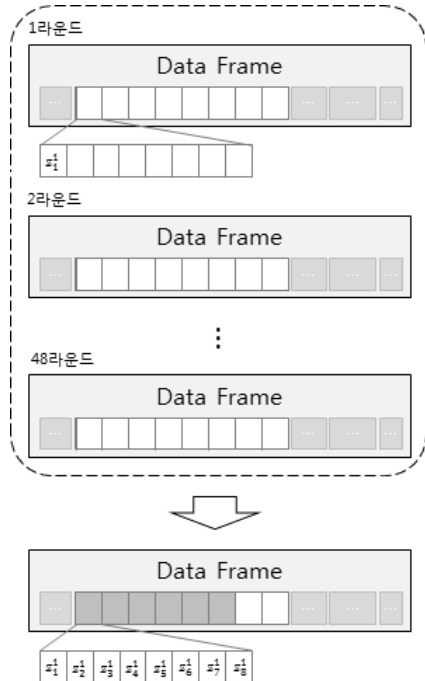 1라운드
Data Frame
... ... ... ...
z₁¹
2라운드
Data Frame
... ... ... ...
⋮
48라운드
Data Frame
... ... ... ...
Data Frame
... ... ... ...
z₁¹ z₂¹ z₃¹ z₄¹ z₅¹ z₆¹ z₇¹ z₈¹